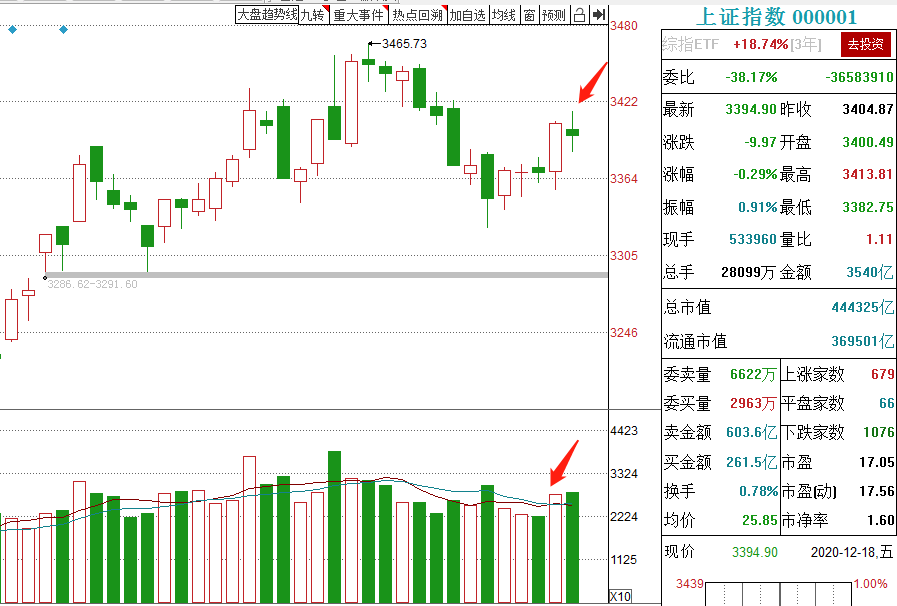 大盘趋势线 九转 重大事件 热点回溯 加自选 均线 窗 预测
3480
3465.73
3422
3364
3305
3286.62-3291.60
3246
4423
3324
2224
1125
X10
上证指数 000001
综指ETF +18.74% [3年] 去投资
委比 -38.17% -36583910
最新 3394.90 昨收 3404.87
涨跌 -9.97 开盘 3400.49
涨幅 -0.29% 最高 3413.81
振幅 0.91% 最低 3382.75
现手 533960 量比 1.11
总手 28099万 金额 3540亿
总市值 444325亿
流通市值 369501亿
委卖量 6622万 上涨家数 679
委买量 2963万 平盘家数 66
卖金额 603.6亿 下跌家数 1076
买金额 261.5亿 市盈 17.05
换手 0.78% 市盈(动) 17.56
均价 25.85 市净率 1.60
现价 3394.90 2020-12-18,五
3439 1.00%